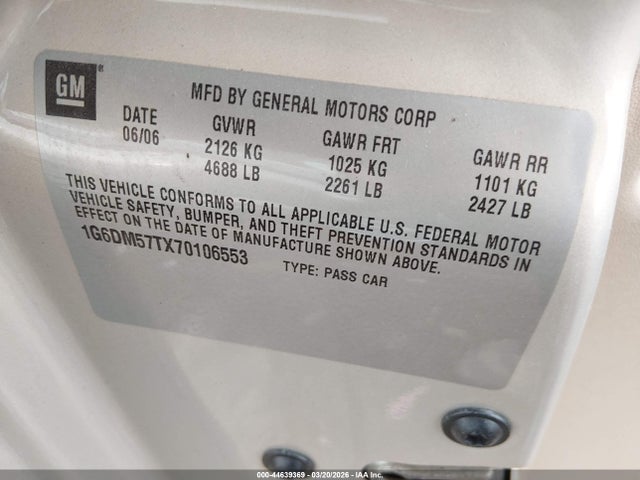 GM®
MFD BY GENERAL MOTORS CORP
DATE GVWR GAWR FRT GAWR RR
06/06 2126 KG 1025 KG 1101 KG
4688 LB 2261 LB 2427 LB
THIS VEHICLE CONFORMS TO ALL APPLICABLE U.S. FEDERAL MOTOR
VEHICLE SAFETY, BUMPER, AND THEFT PREVENTION STANDARDS IN
EFFECT ON THE DATE OF MANUFACTURE SHOWN ABOVE.
1G6DM57TX70106553 TYPE: PASS CAR
000-44639369 - 03/20/2026 - IAA Inc.